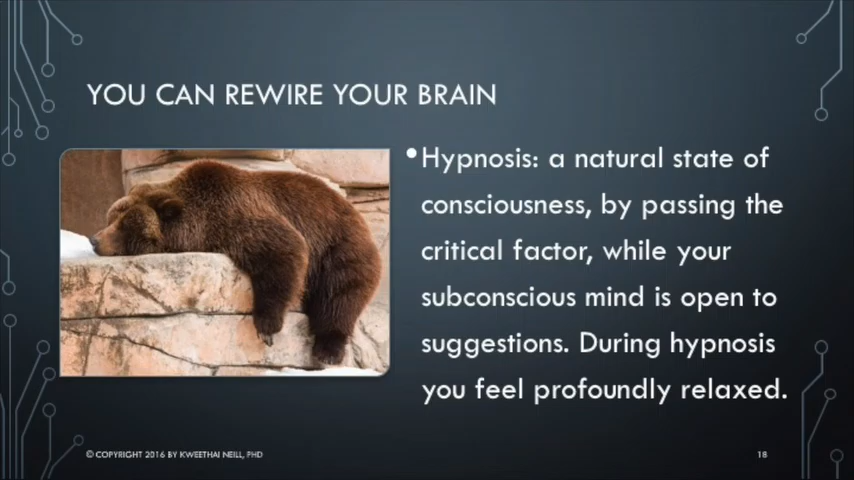 YOU CAN REWIRE YOUR BRAIN
•Hypnosis: a natural state of
consciousness, by passing the
critical factor, while your
subconscious mind is open to
suggestions. During hypnosis
you feel profoundly relaxed.
© COPYRIGHT 2016 BY KWEETHAI NEILL, PHD
18